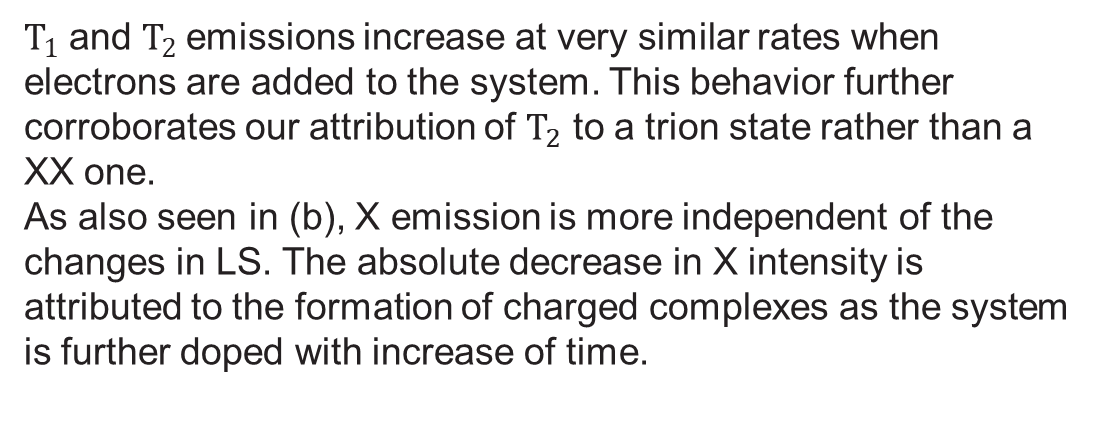 T₁ and T₂ emissions increase at very similar rates when
electrons are added to the system. This behavior further
corroborates our attribution of T₂ to a trion state rather than a
XX one.
As also seen in (b), X emission is more independent of the
changes in LS. The absolute decrease in X intensity is
attributed to the formation of charged complexes as the system
is further doped with increase of time.